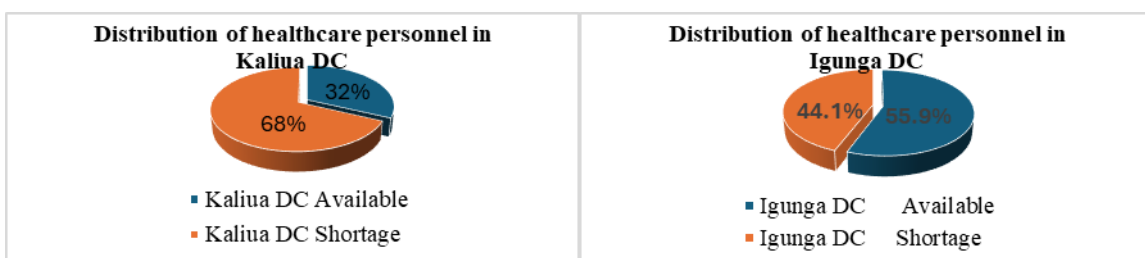 Distribution of healthcare personnel in
Kaliua DC
32%
68%
Kaliua DC Available
Kaliua DC Shortage
Distribution of healthcare personnel in
Igunga DC
44.1%
55.9%
Igunga DC Available
Igunga DC Shortage